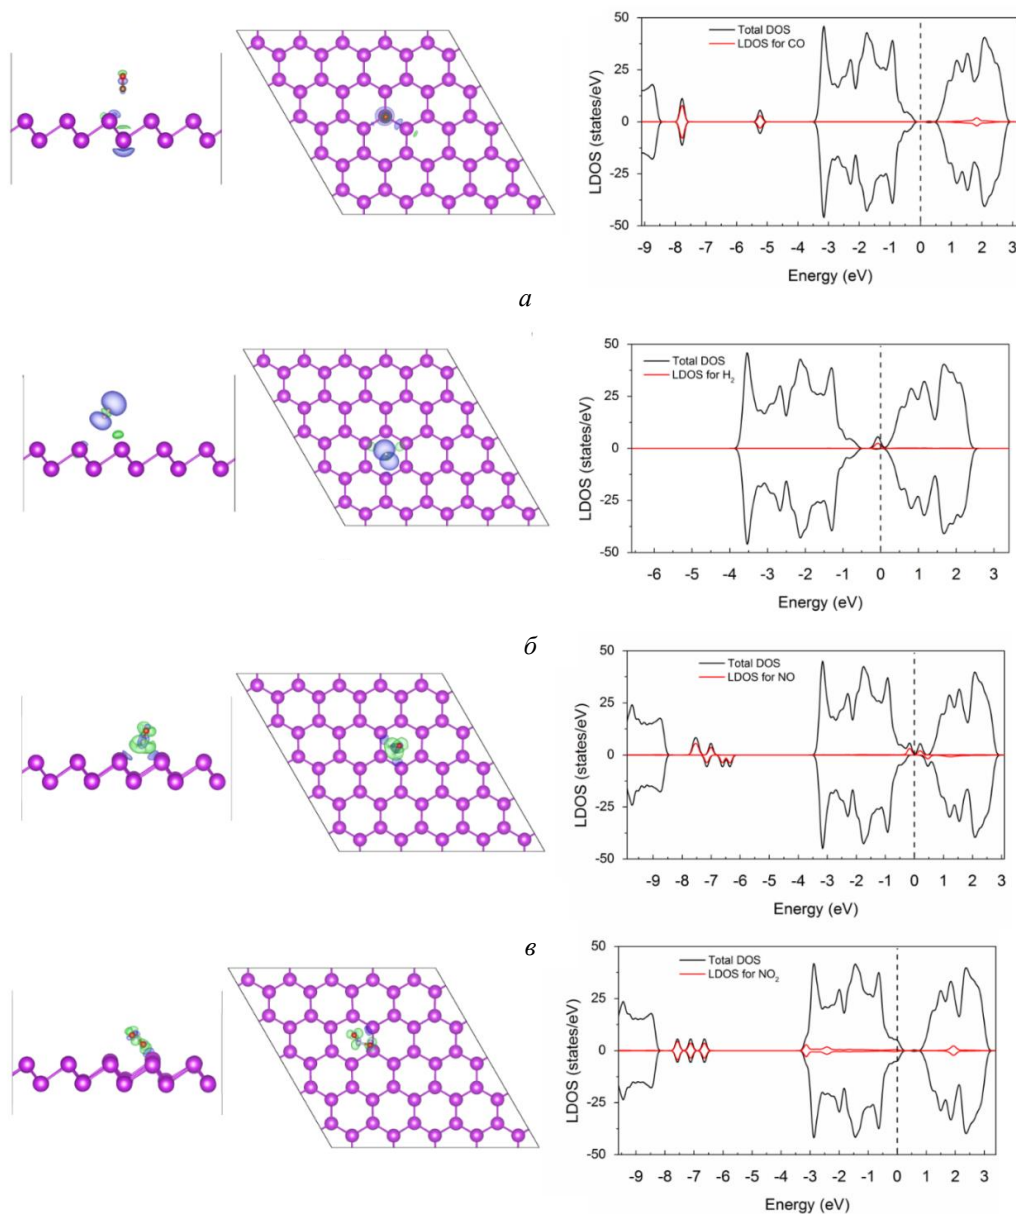 50
25
0
-25
-50
LDOS (states/eV)
Total DOS
LDOS for CO
-9 -8 -7 -6 -5 -4 -3 -2 -1 0 1 2 3
Energy (eV)
а
50
25
0
-25
-50
LDOS (states/eV)
Total DOS
LDOS for H₂
-6 -5 -4 -3 -2 -1 0 1 2 3
Energy (eV)
б
50
25
0
-25
-50
LDOS (states/eV)
Total DOS
LDOS for NO
-9 -8 -7 -6 -5 -4 -3 -2 -1 0 1 2 3
Energy (eV)
в
50
25
0
-25
-50
LDOS (states/eV)
Total DOS
LDOS for NO₂
-9 -8 -7 -6 -5 -4 -3 -2 -1 0 1 2 3
Energy (eV)